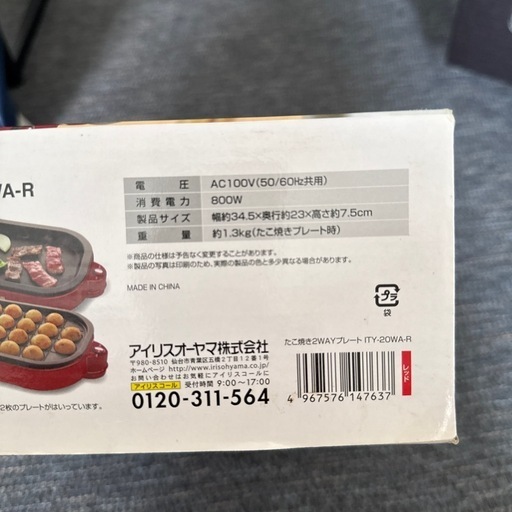 WA-R
電圧 AC100V(50/60Hz共用)
消費電力 800W
製品サイズ 幅約34.5×奥行約23×高さ約7.5cm
重量 約1.3kg(たこ焼きプレート時)
※商品の仕様は予告なく変更することがあります。
※製品の写真は印刷のため、実際の製品の色と多少異なる場合があります。
MADE IN CHINA
プラ
袋
アイリスオーヤマ株式会社
〒980-8510 仙台市青葉区五橋2丁目12番1号
ホームページ http://www.irisohyama.co.jp/
お問い合わせはお気軽にアイリスコールに
アイリスコール 受付時間 9:00〜17:00
0120-311-564
たこ焼き2WAYプレート ITY-20WA-R
4 967576 147637
レッド
2枚のプレートがはいっています。